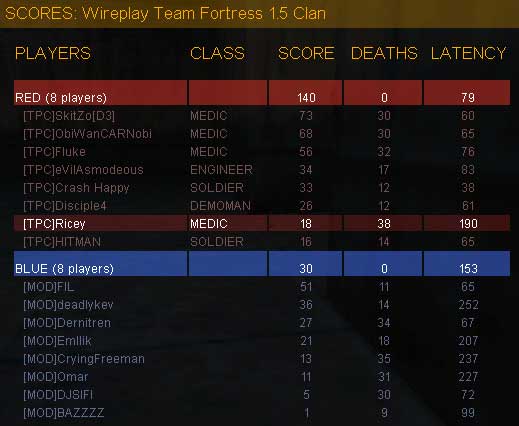 SCORES: Wireplay Team Fortress 1.5 Clan
PLAYERS CLASS SCORE DEATHS LATENCY
RED (8 players) 140 0 79
[TPC]SkitZo[D3] MEDIC 73 30 60
[TPC]ObiWanCARNobi MEDIC 68 30 65
[TPC]Fluke MEDIC 56 32 76
[TPC]eVilAsmodeous ENGINEER 34 17 83
[TPC]Crash Happy SOLDIER 33 12 38
[TPC]Disciple4 DEMOMAN 26 12 61
[TPC]Ricey MEDIC 18 38 190
[TPC]HITMAN SOLDIER 16 14 65
BLUE (8 players) 30 0 153
[MOD]FIL 51 11 65
[MOD]deadlykev 36 14 252
[MOD]Dernitren 27 34 67
[MOD]Emllik 21 18 207
[MOD]CryingFreeman 13 35 237
[MOD]Omar 11 31 227
[MOD]DJSIFI 5 30 72
[MOD]BAZZZZ 1 9 99